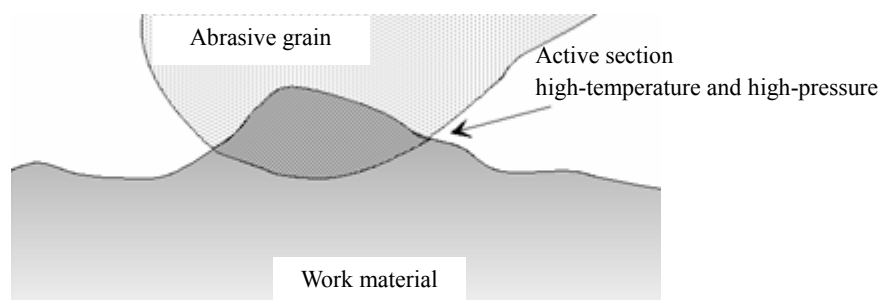 Abrasive grain
Active section
high-temperature and high-pressure
Work material